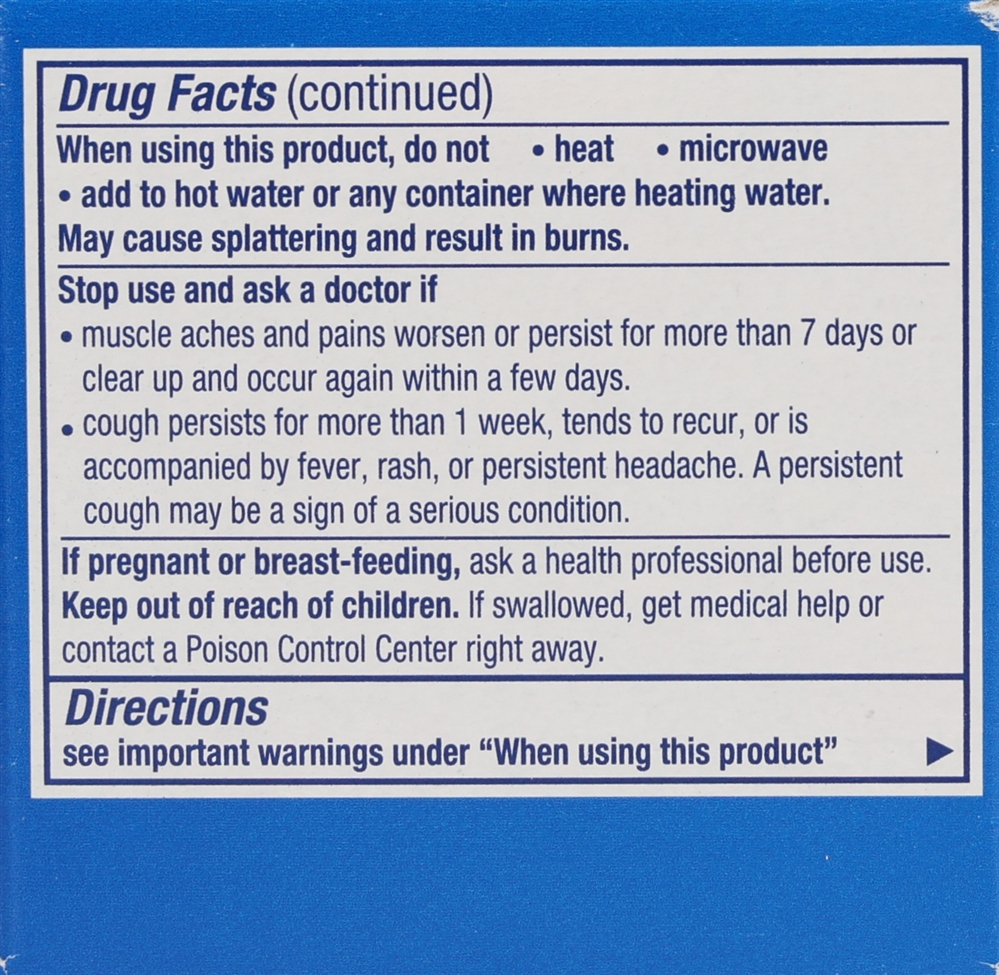 Drug Facts (continued)
When using this product, do not • heat • microwave
• add to hot water or any container where heating water.
May cause splattering and result in burns.
Stop use and ask a doctor if
• muscle aches and pains worsen or persist for more than 7 days or
clear up and occur again within a few days.
• cough persists for more than 1 week, tends to recur, or is
accompanied by fever, rash, or persistent headache. A persistent
cough may be a sign of a serious condition.
If pregnant or breast-feeding, ask a health professional before use.
Keep out of reach of children. If swallowed, get medical help or
contact a Poison Control Center right away.
Directions
see important warnings under “When using this product”